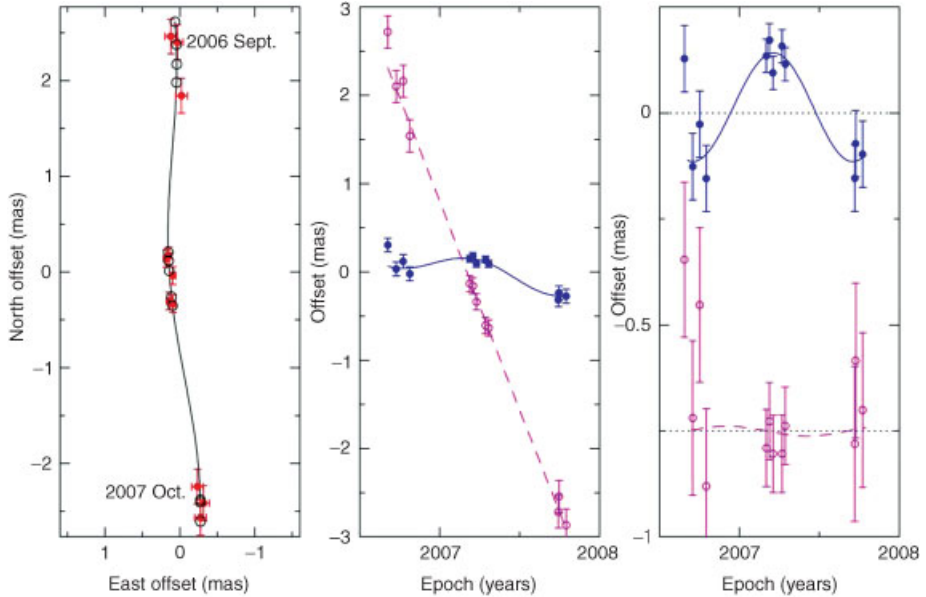 3
2
1
0
−1
−2
North offset (mas)
2006 Sept.
2007 Oct.
1
0
−1
East offset (mas)
3
2
1
0
−1
−2
−3
Offset (mas)
2007
2008
Epoch (years)
0
−0.5
−1
Offset (mas)
2007
2008
Epoch (years)